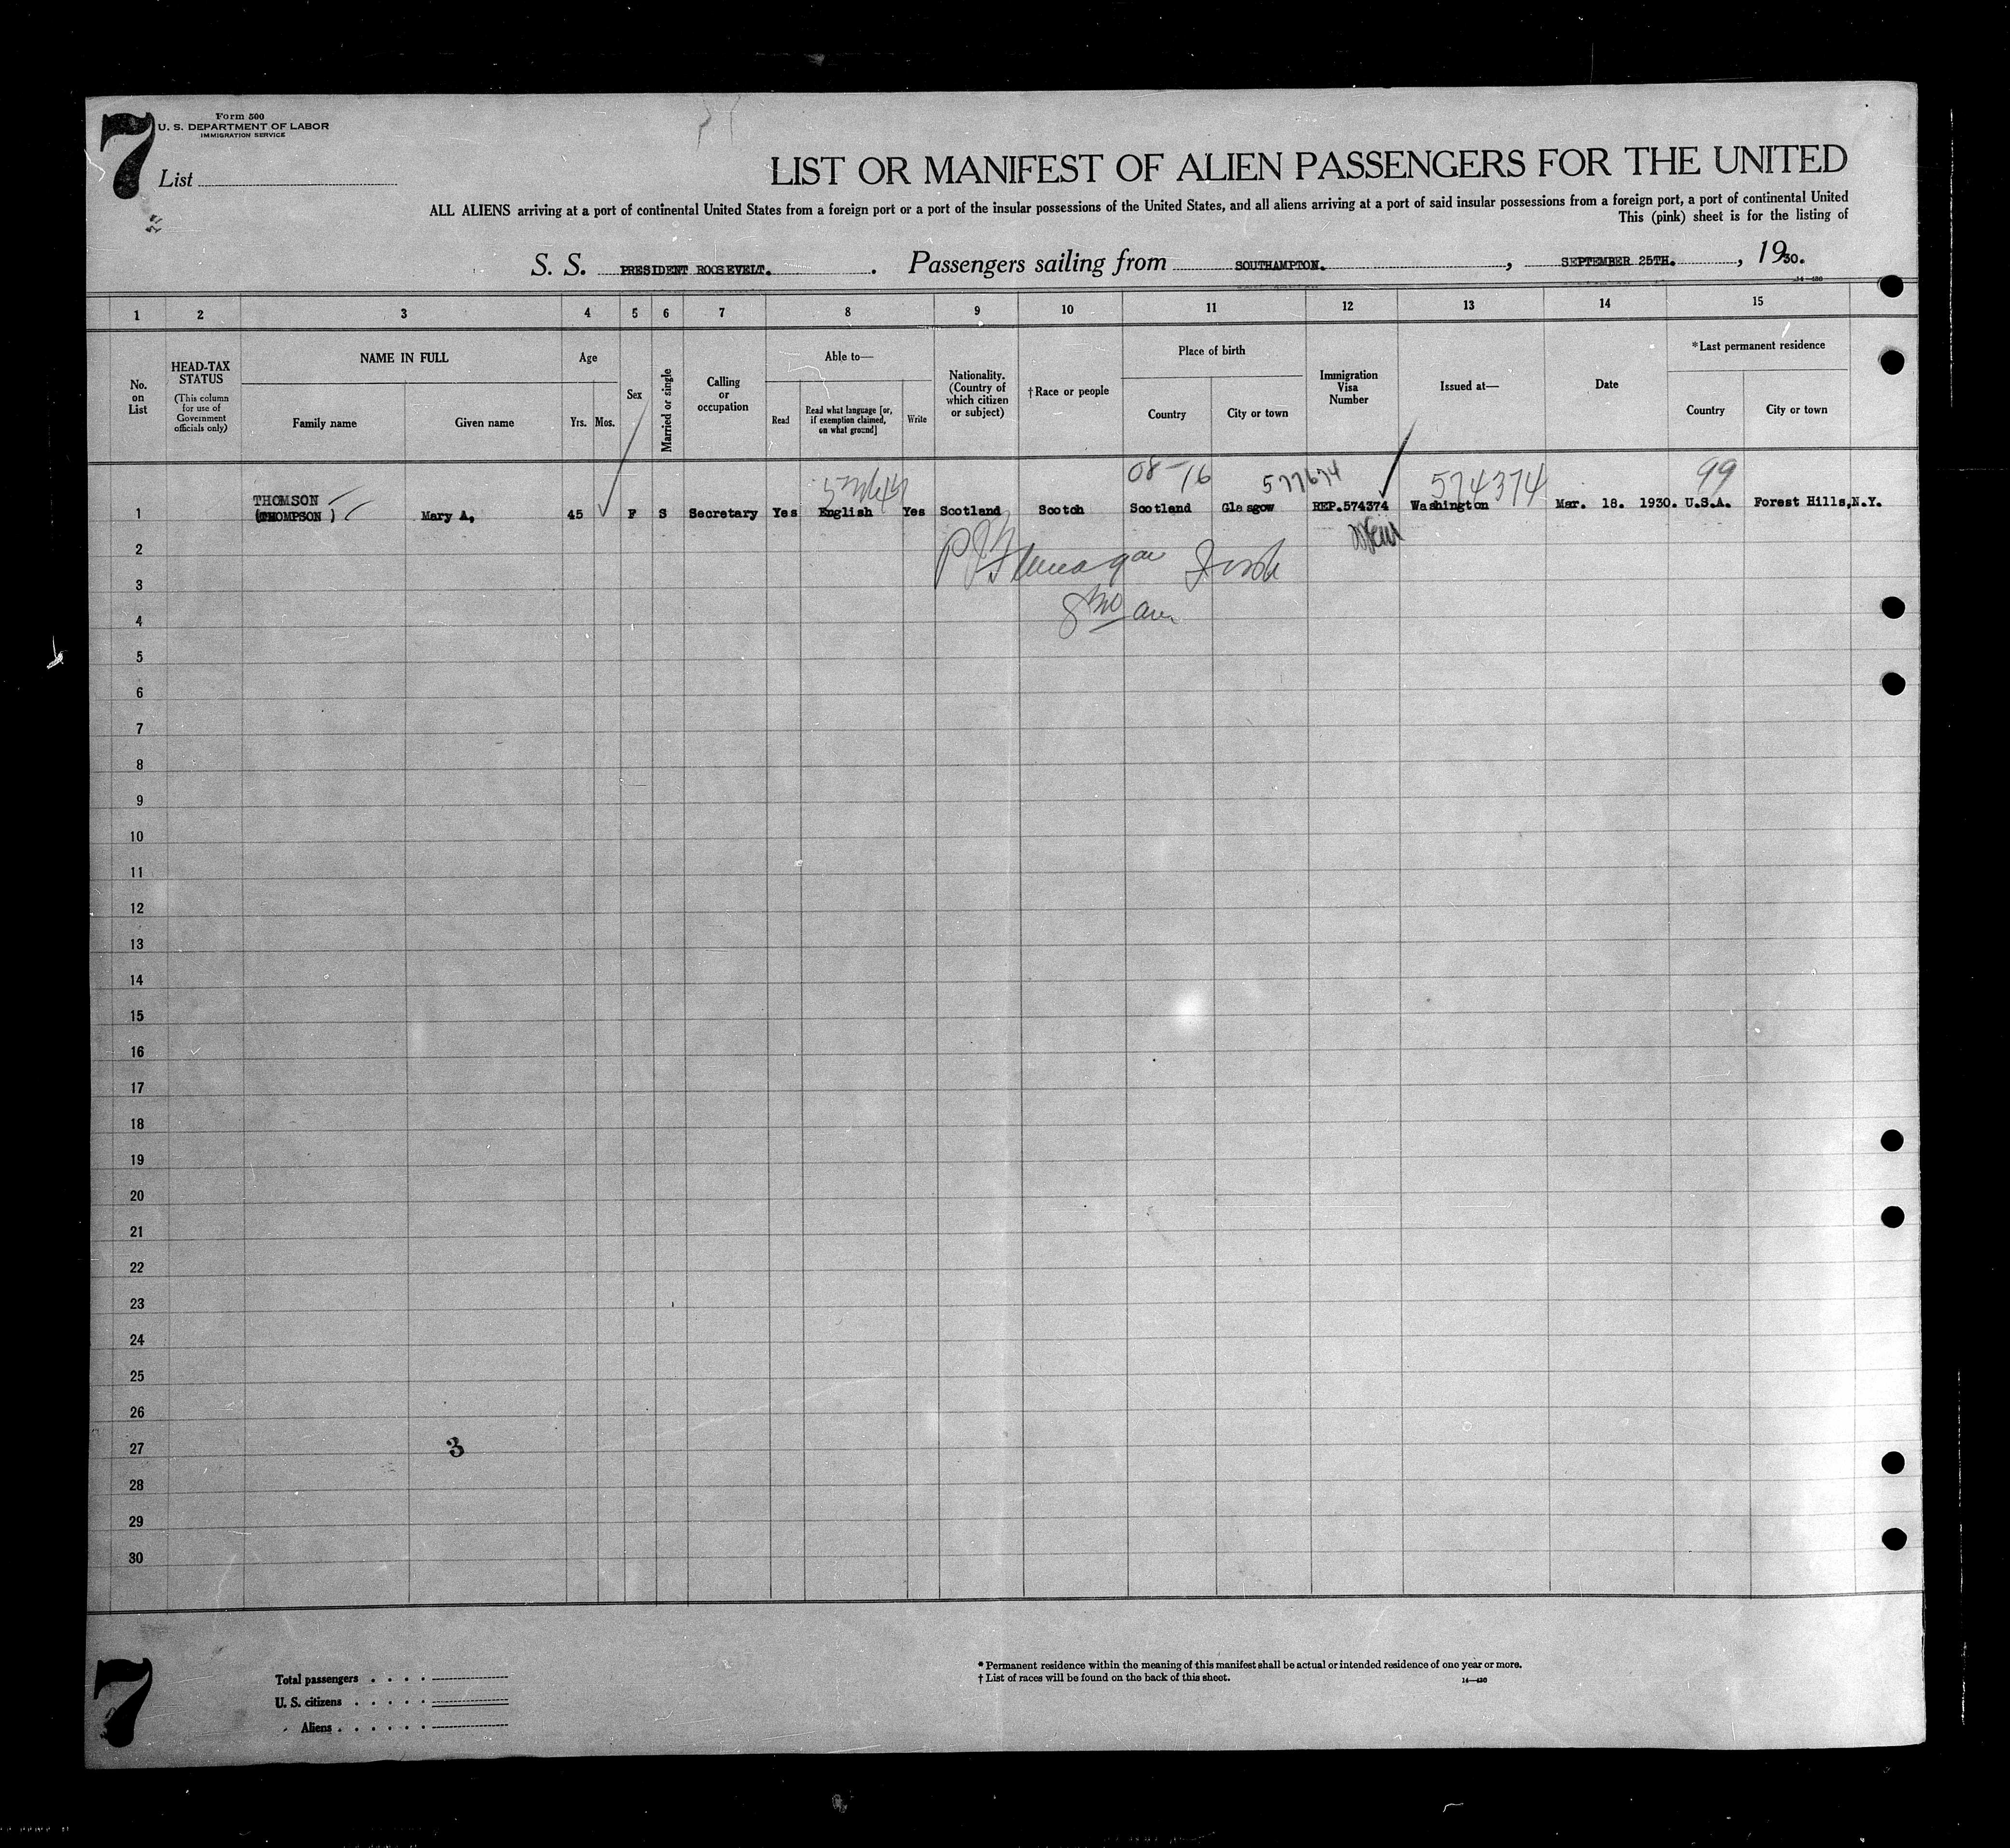 7
Form 500
U. S. DEPARTMENT OF LABOR
IMMIGRATION SERVICE
List
LIST OR MANIFEST OF ALIEN PASSENGERS FOR THE UNITED
ALL ALIENS arriving at a port of continental United States from a foreign port or a port of the insular possessions of the United States, and all aliens arriving at a port of said insular possessions from a foreign port, a port of continental United
This (pink) sheet is for the listing of
S. S. PRESIDENT ROOSEVELT. . Passengers sailing from SOUTHAMPTON. , SEPTEMBER 25TH. , 1930.
14—430
1 2 3 4 5 6 7 8 9 10 11 12 13 14 15
No. on List
HEAD-TAX STATUS
(This column for use of Government officials only)
NAME IN FULL
Family name Given name
Age
Yrs. Mos.
Sex
Married or single
Calling or occupation
Able to—
Read
Read what language [or, if exemption claimed, on what ground]
Write
Nationality. (Country of which citizen or subject)
†Race or people
Place of birth
Country City or town
Immigration Visa Number
Issued at—
Date
*Last permanent residence
Country City or town
08-16 577674 574374 99
THOMSON
1 (THOMPSON ) Mary A, 45 F S Secretary Yes English Yes Scotland Scotch Scotland Glasgow REP.574374 Washington Mar. 18. 1930. U.S.A. Forest Hills,N.Y.
2
3
4
5
6
7
8
9
10
11
12
13
14
15
16
17
18
19
20
21
22
23
24
25
26
27 3
28
29
30
7
Total passengers . . . .
U. S. citizens . . . . .
Aliens . . . . . .
* Permanent residence within the meaning of this manifest shall be actual or intended residence of one year or more.
† List of races will be found on the back of this sheet. 14—430